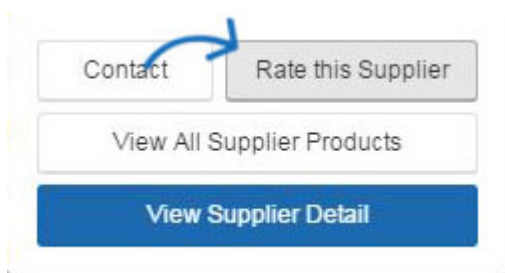 Contact
Rate this Supplier
View All Supplier Products
View Supplier Detail